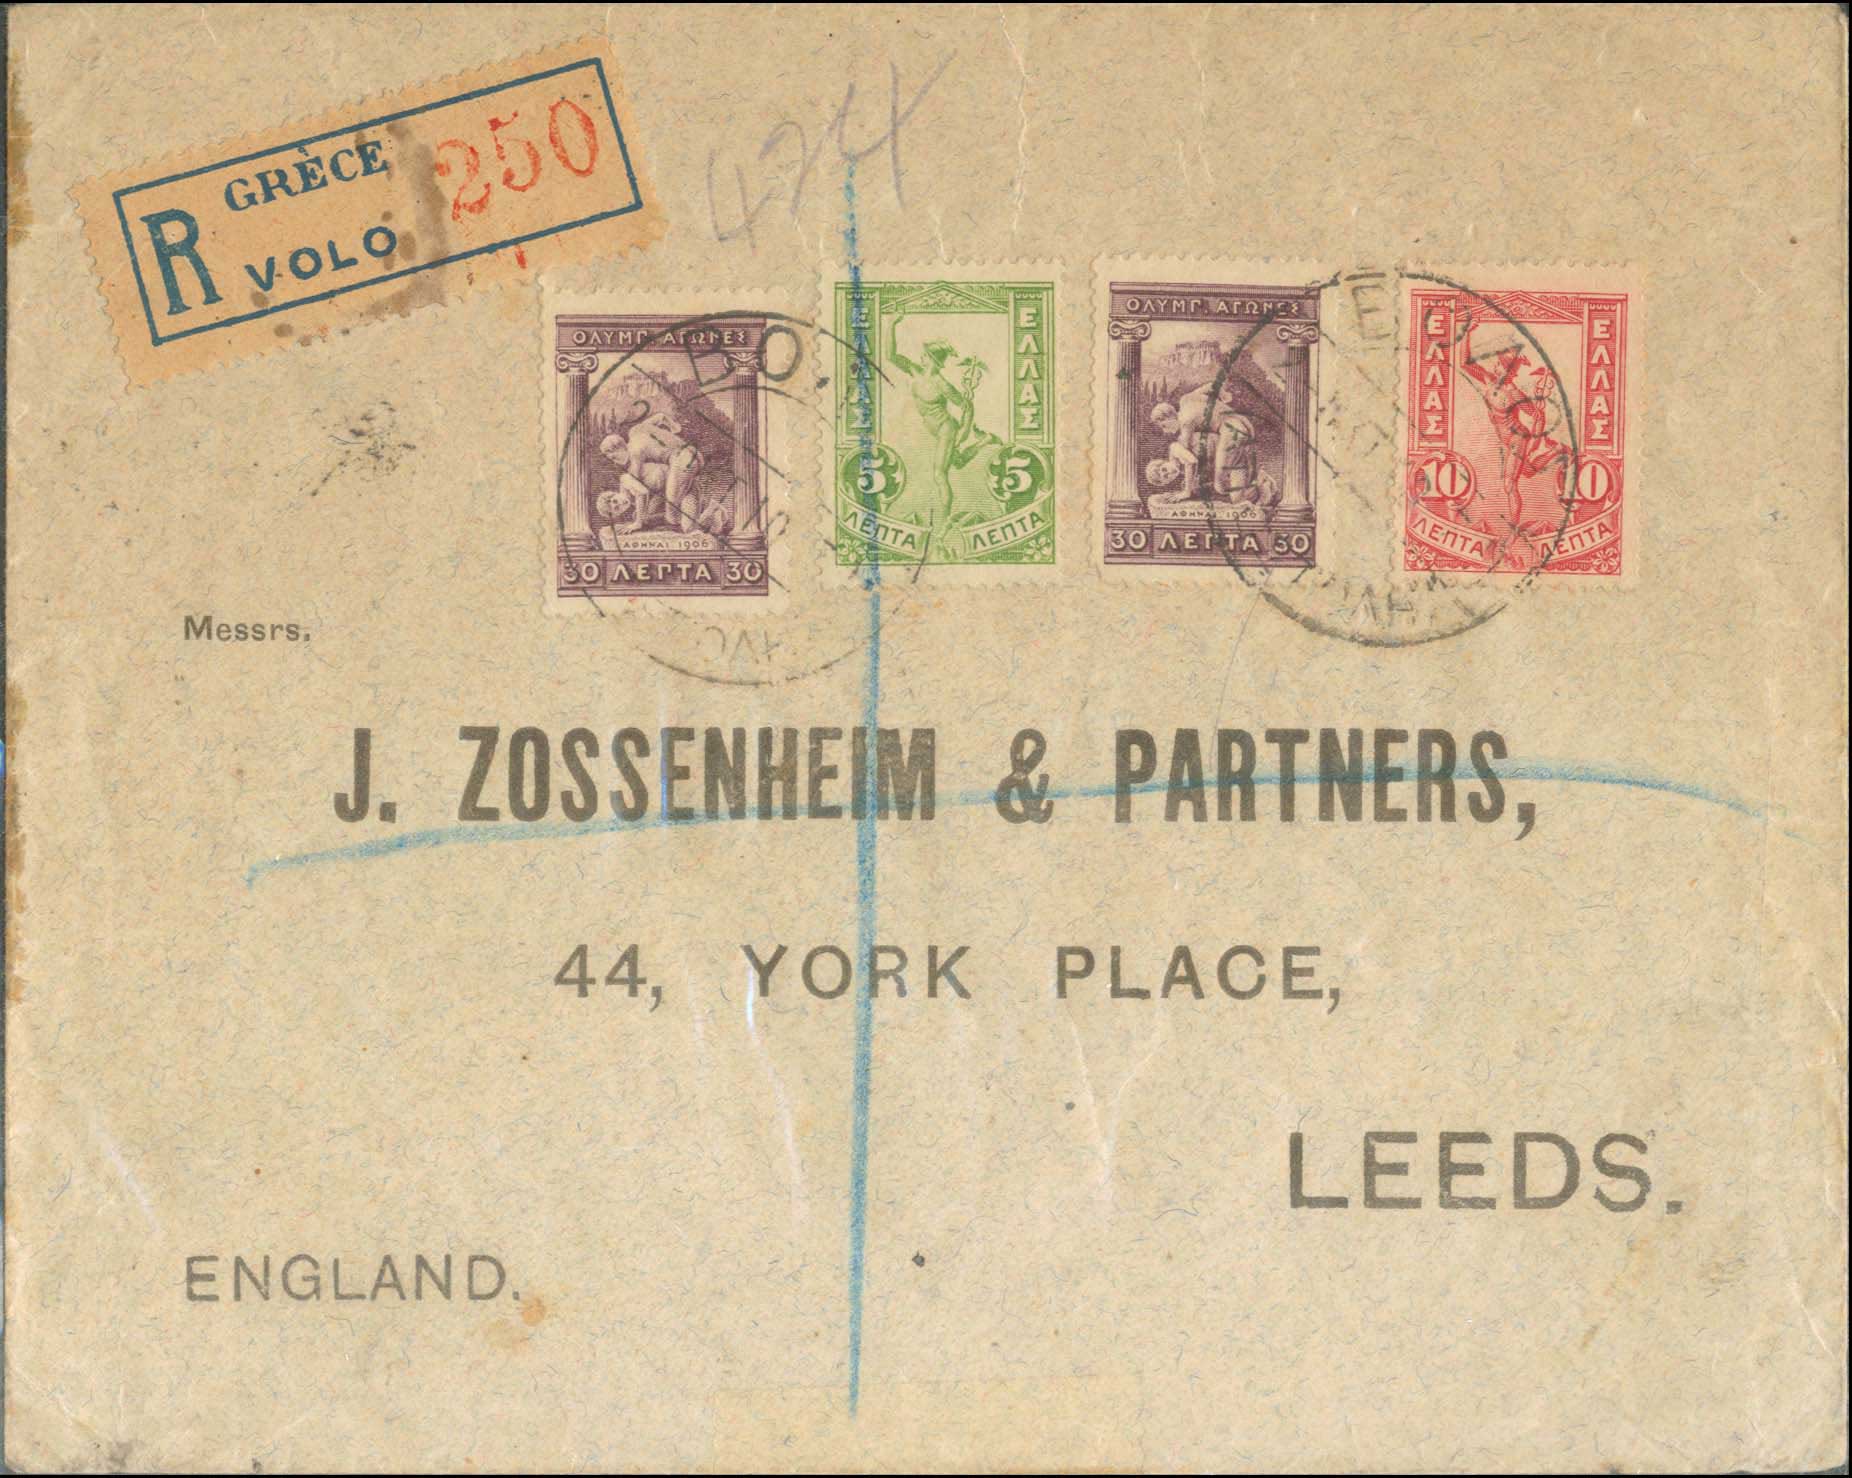 R GRÈCE 250
VOLO
424
ΟΛΥΜΠ. ΑΓΩΝΕΣ
ΑΘΗΝΑΙ 1906
30 ΛΕΠΤΑ 30
ΕΛΛΑΣ ΕΛΛΑΣ
5 5
ΛΕΠΤΑ ΛΕΠΤΑ
ΟΛΥΜΠ. ΑΓΩΝΕΣ
ΑΘΗΝΑΙ 1906
30 ΛΕΠΤΑ 30
ΕΛΛΑΣ ΕΛΛΑΣ
10 10
ΛΕΠΤΑ ΛΕΠΤΑ
Messrs.
J. ZOSSENHEIM & PARTNERS,
44, YORK PLACE,
LEEDS.
ENGLAND.